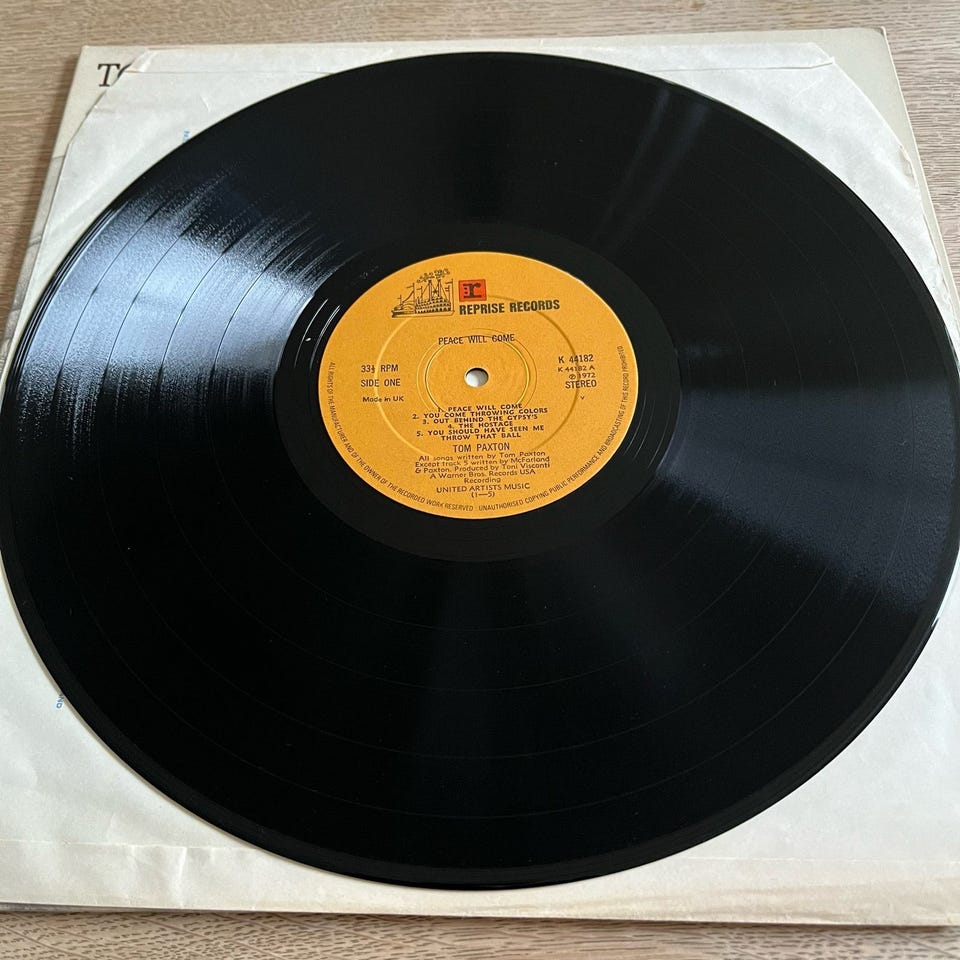 r
REPRISE RECORDS
PEACE WILL COME
33⅓ RPM
SIDE ONE
Made in UK
K 44182
K 44182 A
℗ 1972
STEREO
1. PEACE WILL COME
2. YOU COME THROWING COLORS
3. OUT BEHIND THE GYPSY'S
4. THE HOSTAGE
5. YOU SHOULD HAVE SEEN ME
THROW THAT BALL
TOM PAXTON
All songs written by Tom Paxton
Except track 5 written by McFarland
& Paxton. Produced by Toni Visconti
A Warner Bros. Records USA
Recording
UNITED ARTISTS MUSIC
(1—5)
ALL RIGHTS OF THE MANUFACTURER AND OF THE OWNER OF THE RECORDED WORK RESERVED UNAUTHORISED COPYING PUBLIC PERFORMANCE AND BROADCASTING OF THIS RECORD PROHIBITED